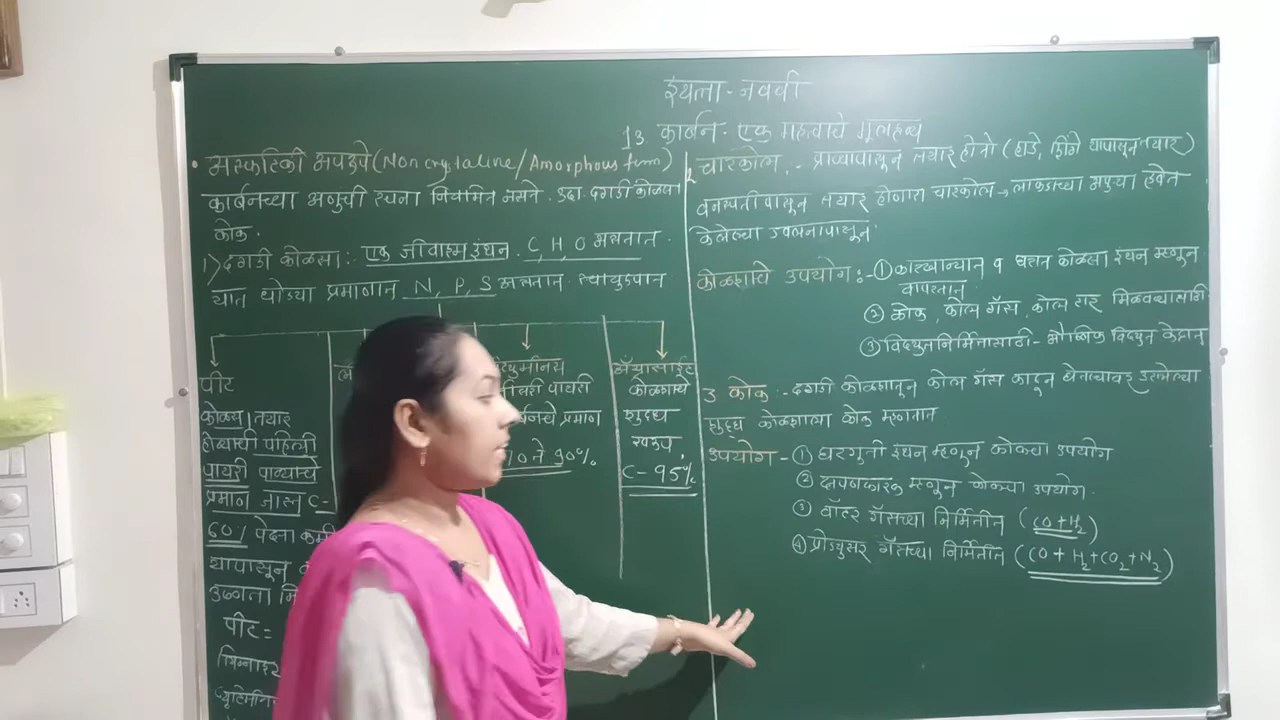 इयत्ता - नववी
13. कार्बन - एक महत्वाचे मूलद्रव्य
• अस्फटिकी अपरूपे (Non crystaline/Amorphous form)
कार्बनच्या अणुची रचना नियमित नसते. उदा. दगडी कोळसा
कोक.
1) दगडी कोळसा :- एक जीवाश्म इंधन. C, H, O असतात.
यात थोड्या प्रमाणात N, P, S असतात.
पीट
कोळसा तयार
होण्याची पहिली
पायरी पाण्याचे
प्रमाण जास्त C-
60% पेक्षा कमी
यापासून
उष्णता
पीट =
पायरी
प्रमाण
70 ते 90%
अँथ्रासाईट
कोळशाचे
शुद्ध
स्वरूप.
C - 95%
2 चारकोल :- प्राण्यापासून तयार होतो (हाडे, शिंगे यापासून तयार)
वनस्पती पासून तयार होणारा चारकोल → लाकडाच्या अपुऱ्या हवेत
केलेल्या ज्वलनापासून
कोळशाचे उपयोग :- ① कारखान्यात व घरात कोळसा इंधन म्हणून
वापरतात.
② कोक, कोल गॅस, कोल टार मिळवण्यासाठी
③ विद्युतनिर्मितीसाठी - औष्णिक विद्युत केंद्रात
3 कोक :- दगडी कोळशातून कोल गॅस काढून घेतल्यावर उरलेल्या
शुद्ध कोळशाला कोक म्हणतात
उपयोग - ① घरगुती इंधन म्हणून कोकचा उपयोग
② क्षपणकारक म्हणून कोकचा उपयोग.
③ वॉटर गॅसच्या निर्मितीत (CO+H₂)
④ प्रोड्युसर गॅसच्या निर्मितीत (CO + H₂+CO₂+N₂)